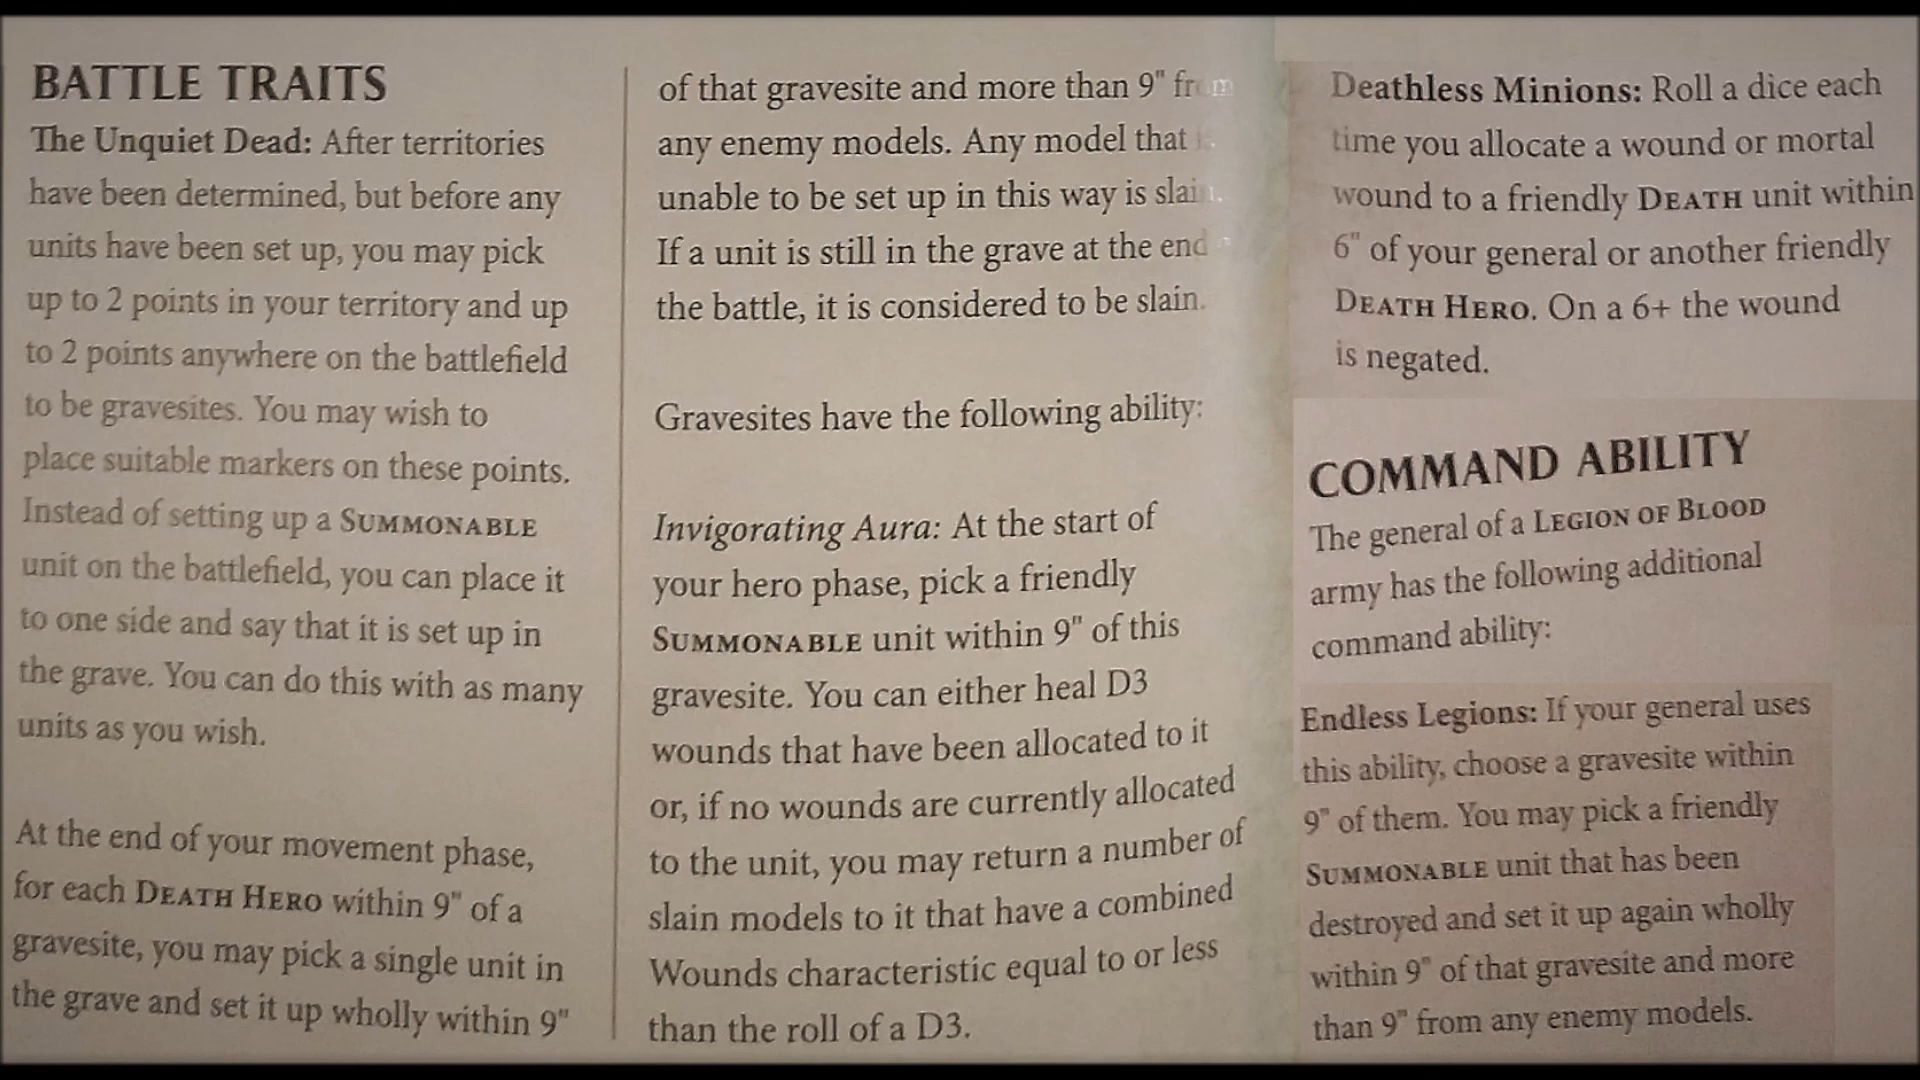 BATTLE TRAITS
The Unquiet Dead: After territories
have been determined, but before any
units have been set up, you may pick
up to 2 points in your territory and up
to 2 points anywhere on the battlefield
to be gravesites. You may wish to
place suitable markers on these points.
Instead of setting up a SUMMONABLE
unit on the battlefield, you can place it
to one side and say that it is set up in
the grave. You can do this with as many
units as you wish.
At the end of your movement phase,
for each DEATH HERO within 9" of a
gravesite, you may pick a single unit in
the grave and set it up wholly within 9"
of that gravesite and more than 9" from
any enemy models. Any model that
unable to be set up in this way is slain.
If a unit is still in the grave at the end
the battle, it is considered to be slain.
Gravesites have the following ability:
Invigorating Aura: At the start of
your hero phase, pick a friendly
SUMMONABLE unit within 9" of this
gravesite. You can either heal D3
wounds that have been allocated to it
or, if no wounds are currently allocated
to the unit, you may return a number of
slain models to it that have a combined
Wounds characteristic equal to or less
than the roll of a D3.
Deathless Minions: Roll a dice each
time you allocate a wound or mortal
wound to a friendly DEATH unit within
6" of your general or another friendly
DEATH HERO. On a 6+ the wound
is negated.
COMMAND ABILITY
The general of a LEGION OF BLOOD
army has the following additional
command ability:
Endless Legions: If your general uses
this ability, choose a gravesite within
9" of them. You may pick a friendly
SUMMONABLE unit that has been
destroyed and set it up again wholly
within 9" of that gravesite and more
than 9" from any enemy models.